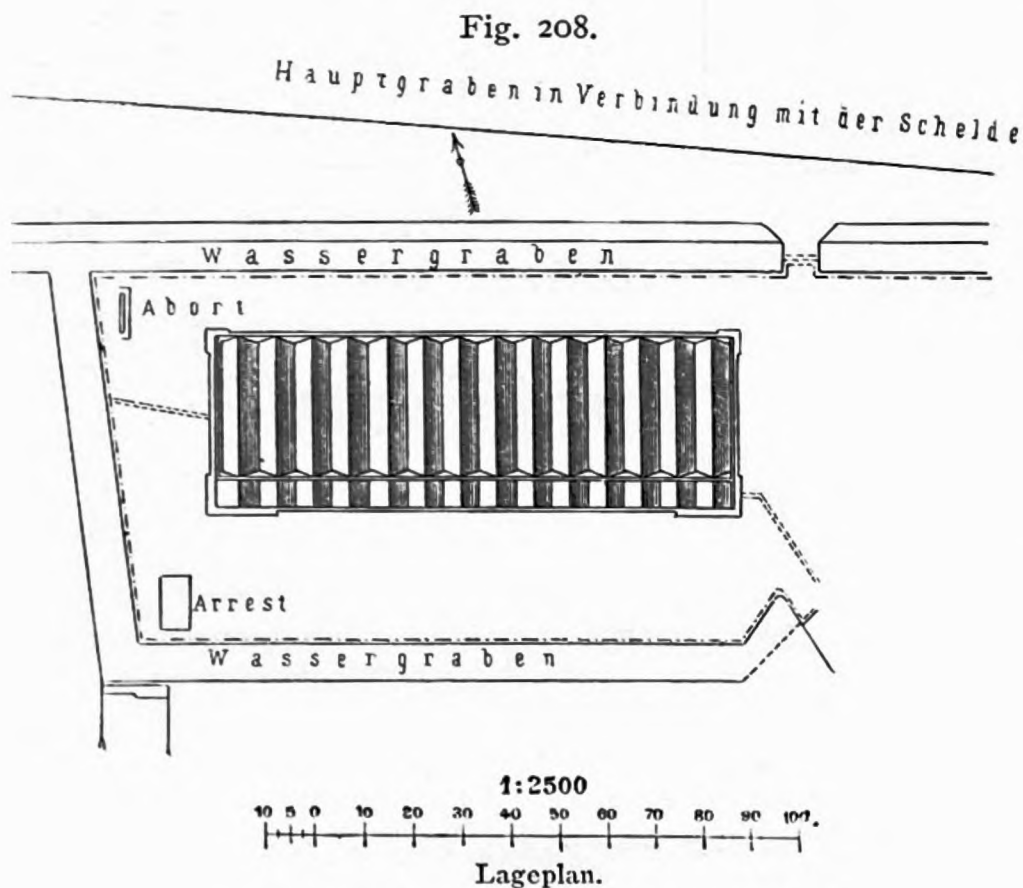 Fig. 208.
Hauptgraben in Verbindung mit der Schelde
Wassergraben
Abort
Arrest
Wassergraben
1:2500
10 5 0 10 20 30 40 50 60 70 80 90 100
Lageplan.